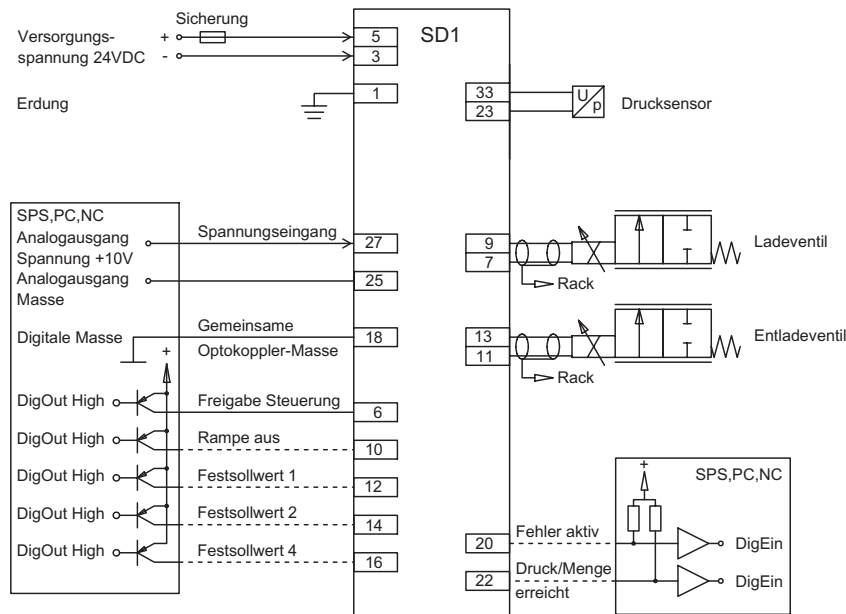 Sicherung
Versorgungs-
spannung 24VDC
+
-
5
3
SD1
Erdung
1
33
23
U
p
Drucksensor
SPS,PC,NC
Analogausgang
Spannung +10V
Spannungseingang
27
Analogausgang
Masse
25
9
7
Rack
Ladeventil
Digitale Masse
Gemeinsame
Optokoppler-Masse
18
13
11
Rack
Entladeventil
+
DigOut High
Freigabe Steuerung
6
DigOut High
Rampe aus
10
DigOut High
Festsollwert 1
12
DigOut High
Festsollwert 2
14
DigOut High
Festsollwert 4
16
SPS,PC,NC
+
20
Fehler aktiv
DigEin
22
Druck/Menge
erreicht
DigEin